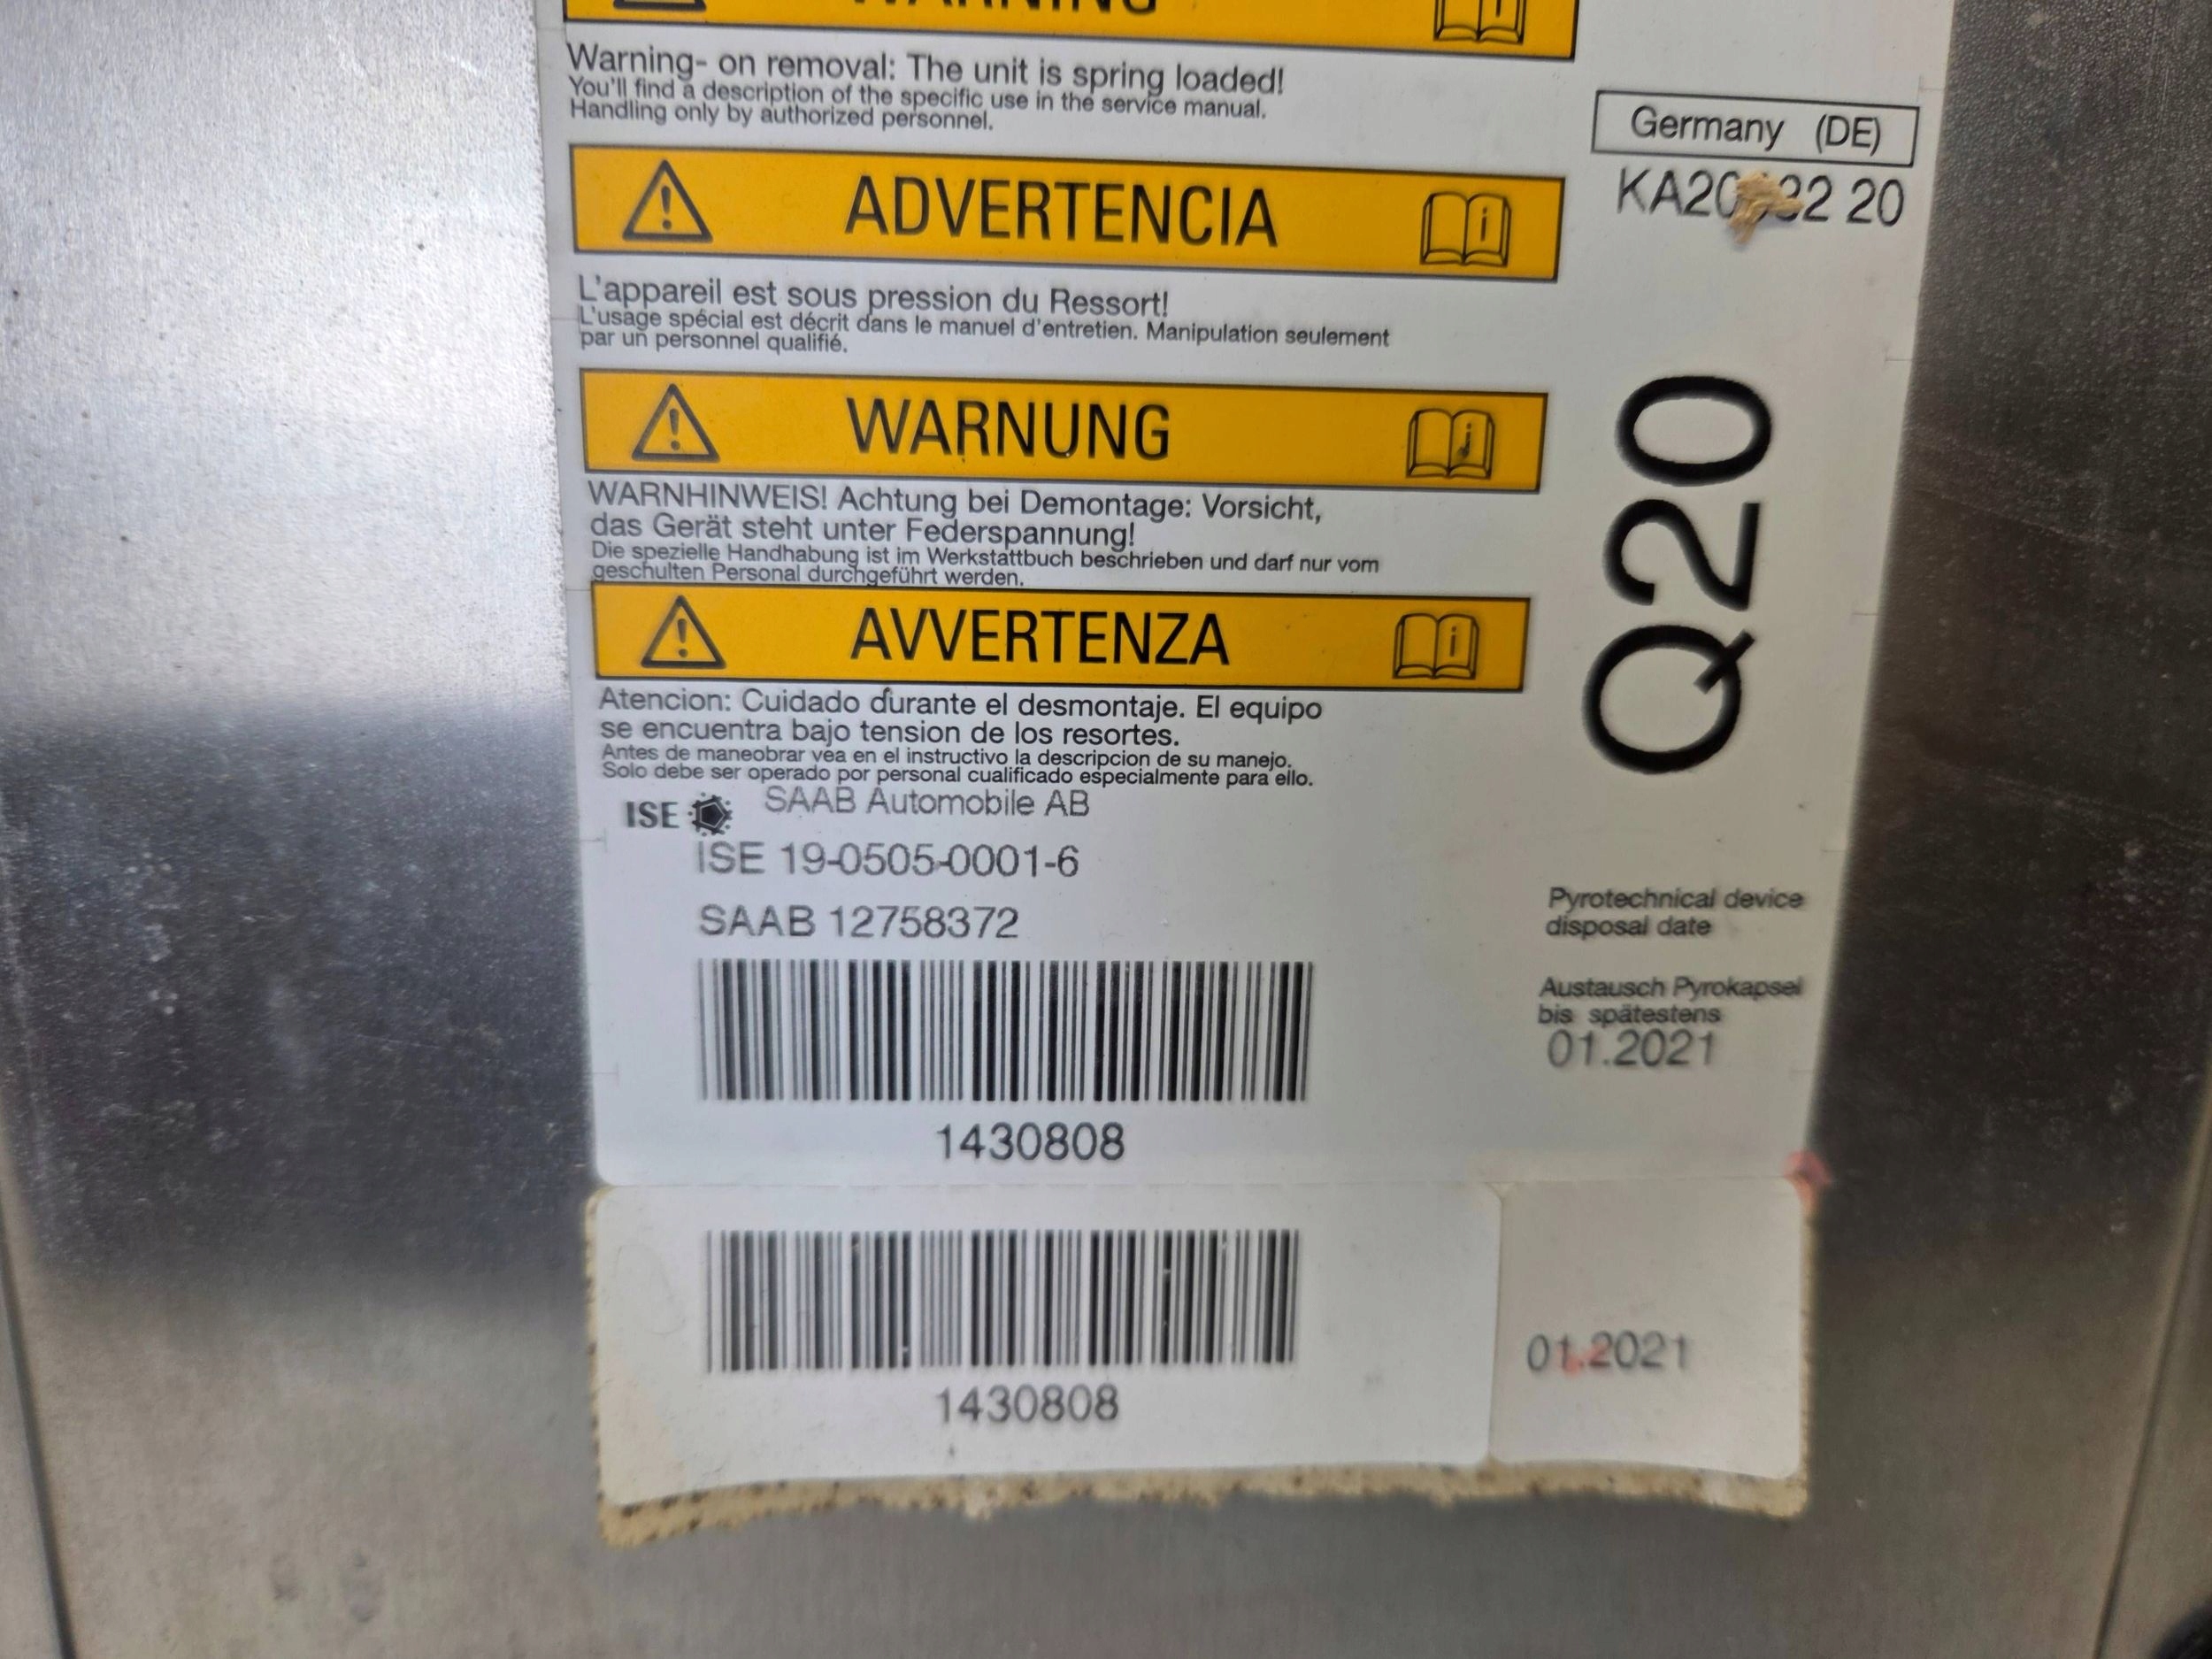 WARNING
Warning- on removal: The unit is spring loaded!
You'll find a description of the specific use in the service manual.
Handling only by authorized personnel.
Germany (DE)
20
ADVERTENCIA
L'appareil est sous pression du Ressort!
L'usage spécial est décrit dans le manuel d'entretien. Manipulation seulement
par un personnel qualifié.
WARNUNG
WARNHINWEIS! Achtung bei Demontage: Vorsicht,
das Gerät steht unter Federspannung!
Die spezielle Handhabung ist im Werkstattbuch beschrieben und darf nur vom
geschulten Personal durchgeführt werden.
Q20
AVVERTENZA
Atencion: Cuidado durante el desmontaje. El equipo
se encuentra bajo tension de los resortes.
Antes de maneobrar vea en el instructivo la descripcion de su manejo.
Solo debe ser operado por personal cualificado especialmente para ello.
ISE SAAB Automobile AB
ISE 19-0505-0001-6
SAAB 12758372
1430808
Pyrotechnical device
disposal date
Austausch Pyrokapsel
bis spätestens
01.2021
1430808
01.2021